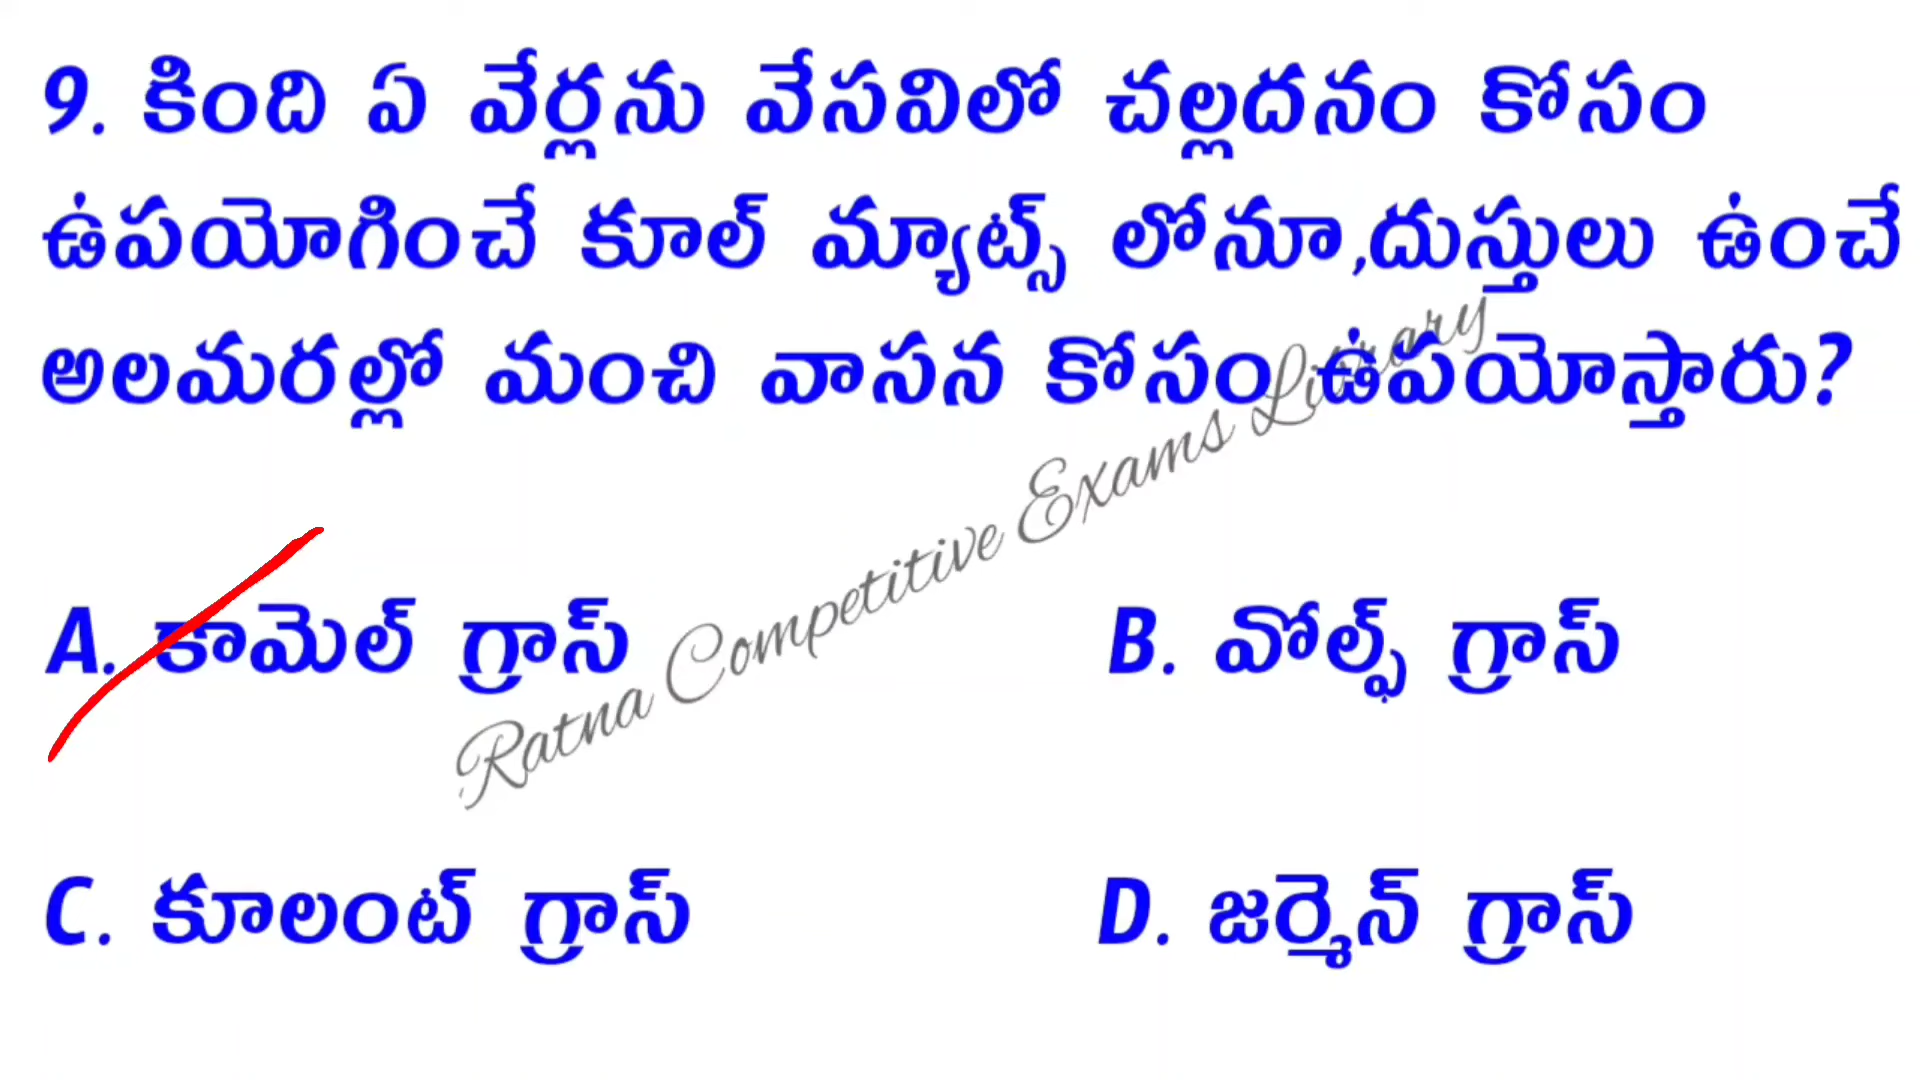 9. కింది ఏ వేర్లను వేసవిలో చల్లదనం కోసం
ఉపయోగించే కూల్ మ్యాట్స్ లోనూ,దుస్తులు ఉంచే
అలమరల్లో మంచి వాసన కోసం ఉపయోస్తారు?
Ratna Competitive Exams Library
A. కామెల్ గ్రాస్
B. వోల్ఫ్ గ్రాస్
C. కూలంట్ గ్రాస్
D. జర్మెన్ గ్రాస్